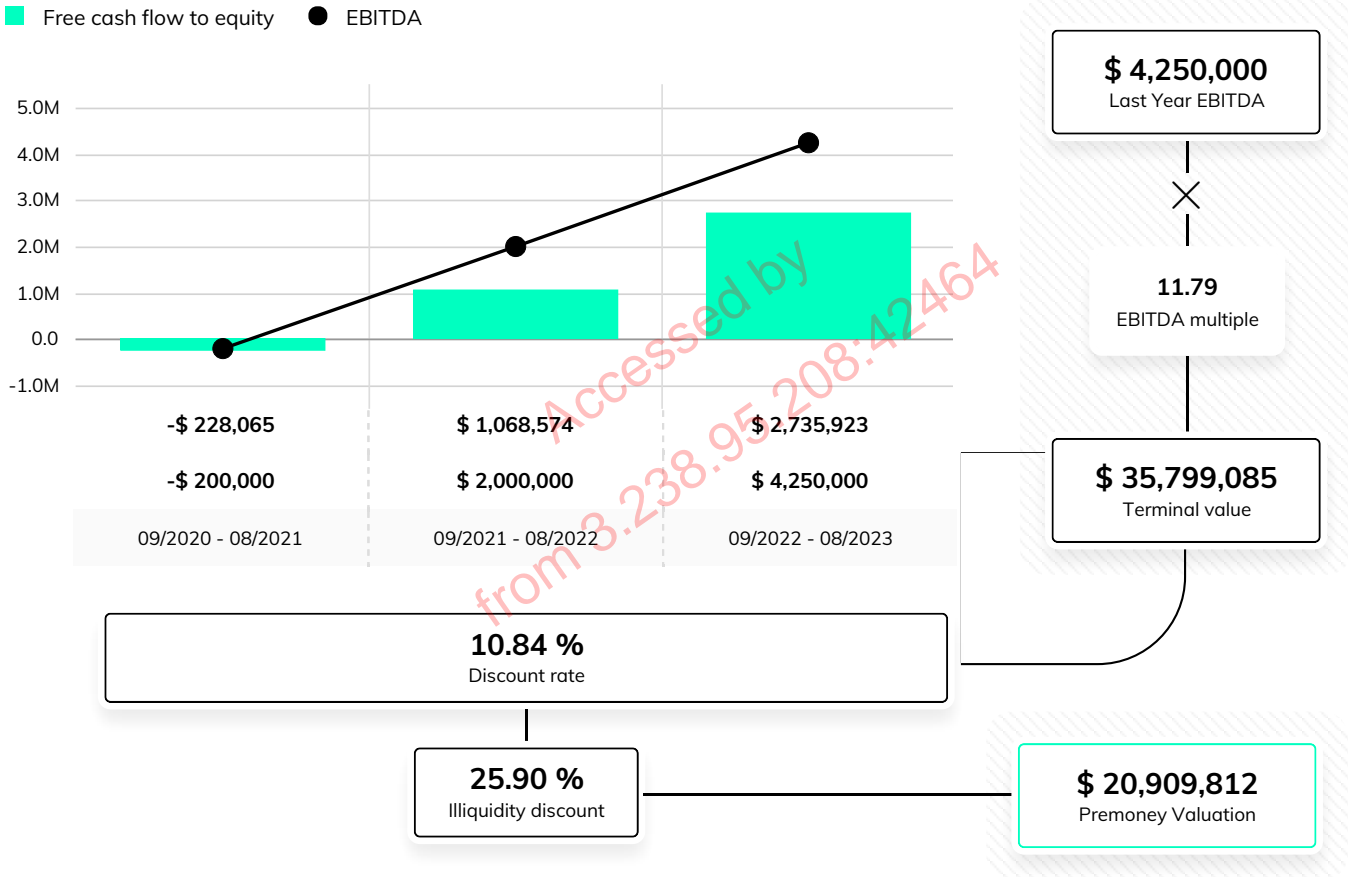 Free cash flow to equity EBITDA
$ 4,250,000
Last Year EBITDA
5.0M
4.0M
3.0M
2.0M
1.0M
0.0
-1.0M
11.79
EBITDA multiple
-$ 228,065 $ 1,068,574 $ 2,735,923
-$ 200,000 $ 2,000,000 $ 4,250,000
09/2020 - 08/2021 09/2021 - 08/2022 09/2022 - 08/2023
$ 35,799,085
Terminal value
10.84 %
Discount rate
25.90 %
Illiquidity discount
$ 20,909,812
Premoney Valuation
Accessed by
from 3.238.95.208:42464